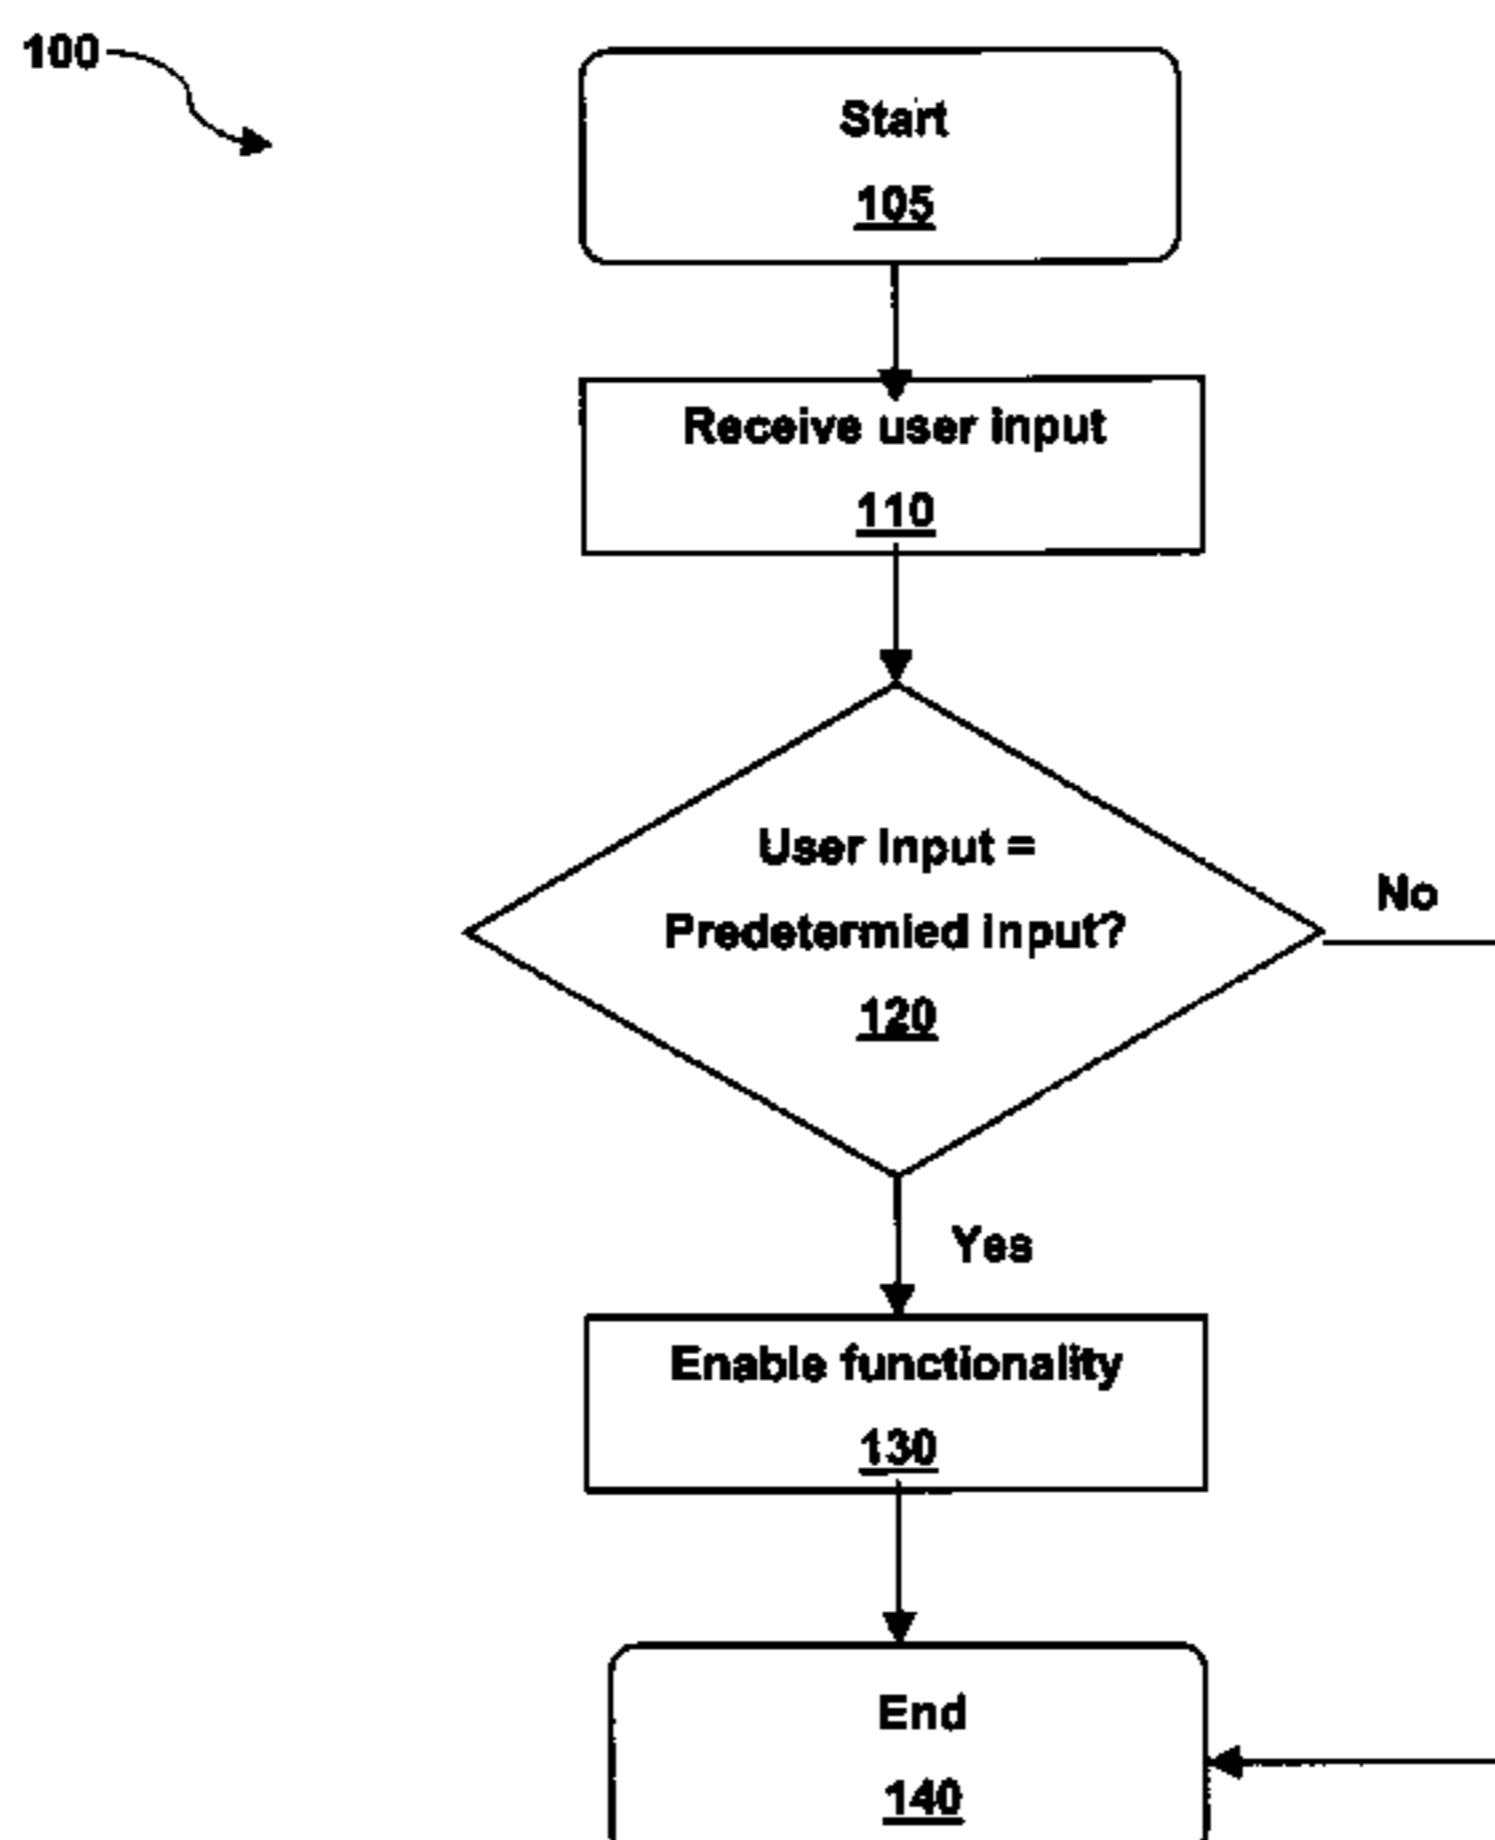 100
Start
105
Receive user input
110
User Input =
Predetermied input?
120
No
Yes
Enable functionality
130
End
140